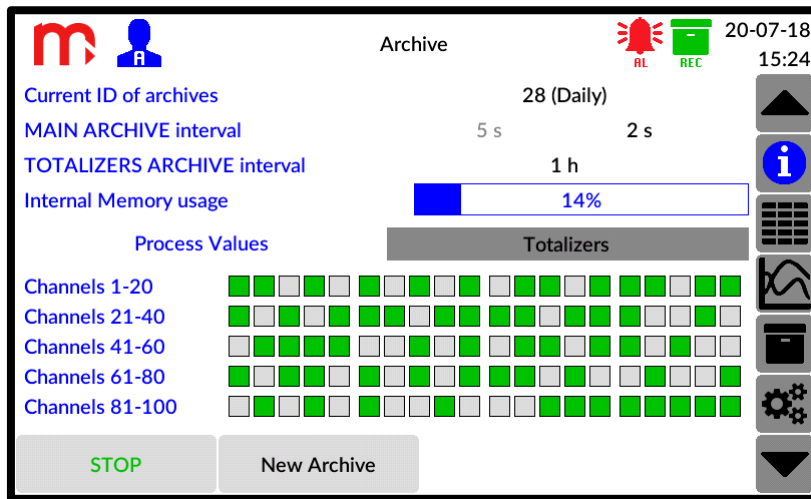 A Archive AL REC 20-07-18
15:24
Current ID of archives 28 (Daily)
MAIN ARCHIVE interval 5 s 2 s
TOTALIZERS ARCHIVE interval 1 h
Internal Memory usage 14%
Process Values Totalizers
Channels 1-20
Channels 21-40
Channels 41-60
Channels 61-80
Channels 81-100
STOP New Archive